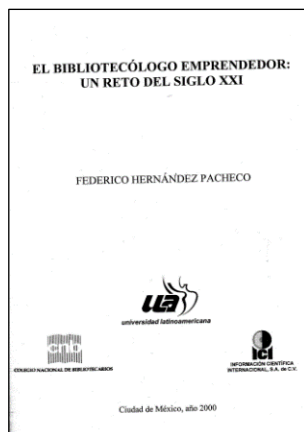 EL BIBLIOTECÓLOGO EMPRENDEDOR:
UN RETO DEL SIGLO XXI
FEDERICO HERNÁNDEZ PACHECO
ula
universidad latinoamericana
COLEGIO NACIONAL DE BIBLIOTECARIOS
ICI
INFORMACIÓN CIENTÍFICA
INTERNACIONAL, S.A. de C.V.
Ciudad de México, año 2000